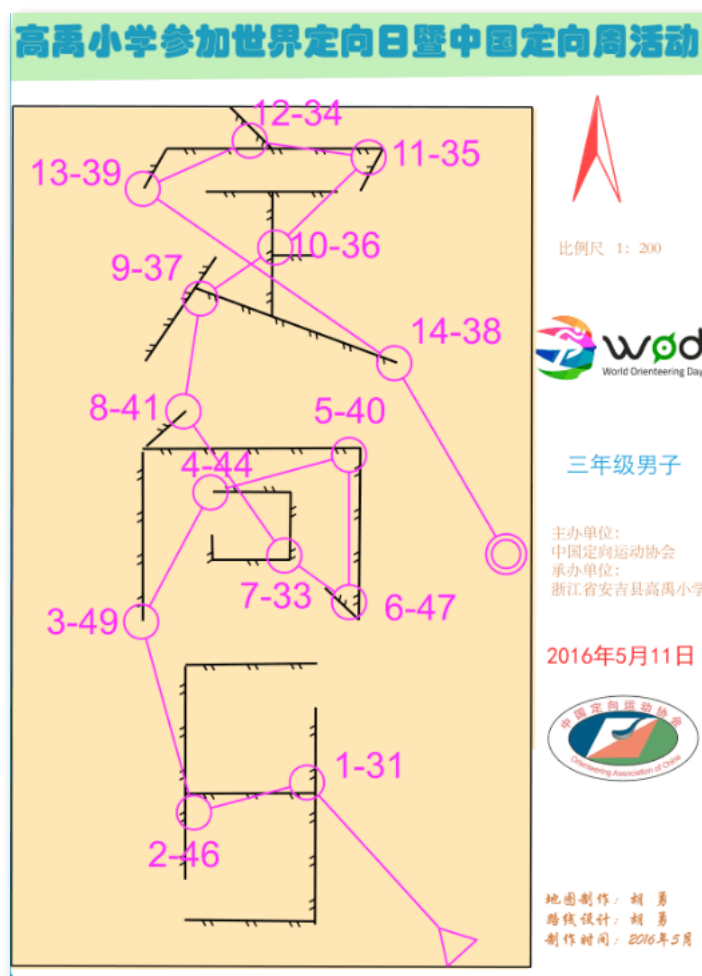 高禹小学参加世界定向日暨中国定向周活动
12-34
11-35
13-39
10-36
9-37
14-38
8-41
5-40
4-44
7-33
6-47
3-49
1-31
2-46
比例尺 1: 200
WOD
World Orienteering Day
三年级男子
主办单位:
中国定向运动协会
承办单位:
浙江省安吉县高禹小学
2016年5月11日
中国定向运动协会
Orienteering Association of China
地图制作: 胡 勇
路线设计: 胡 勇
制作时间: 2016年5月